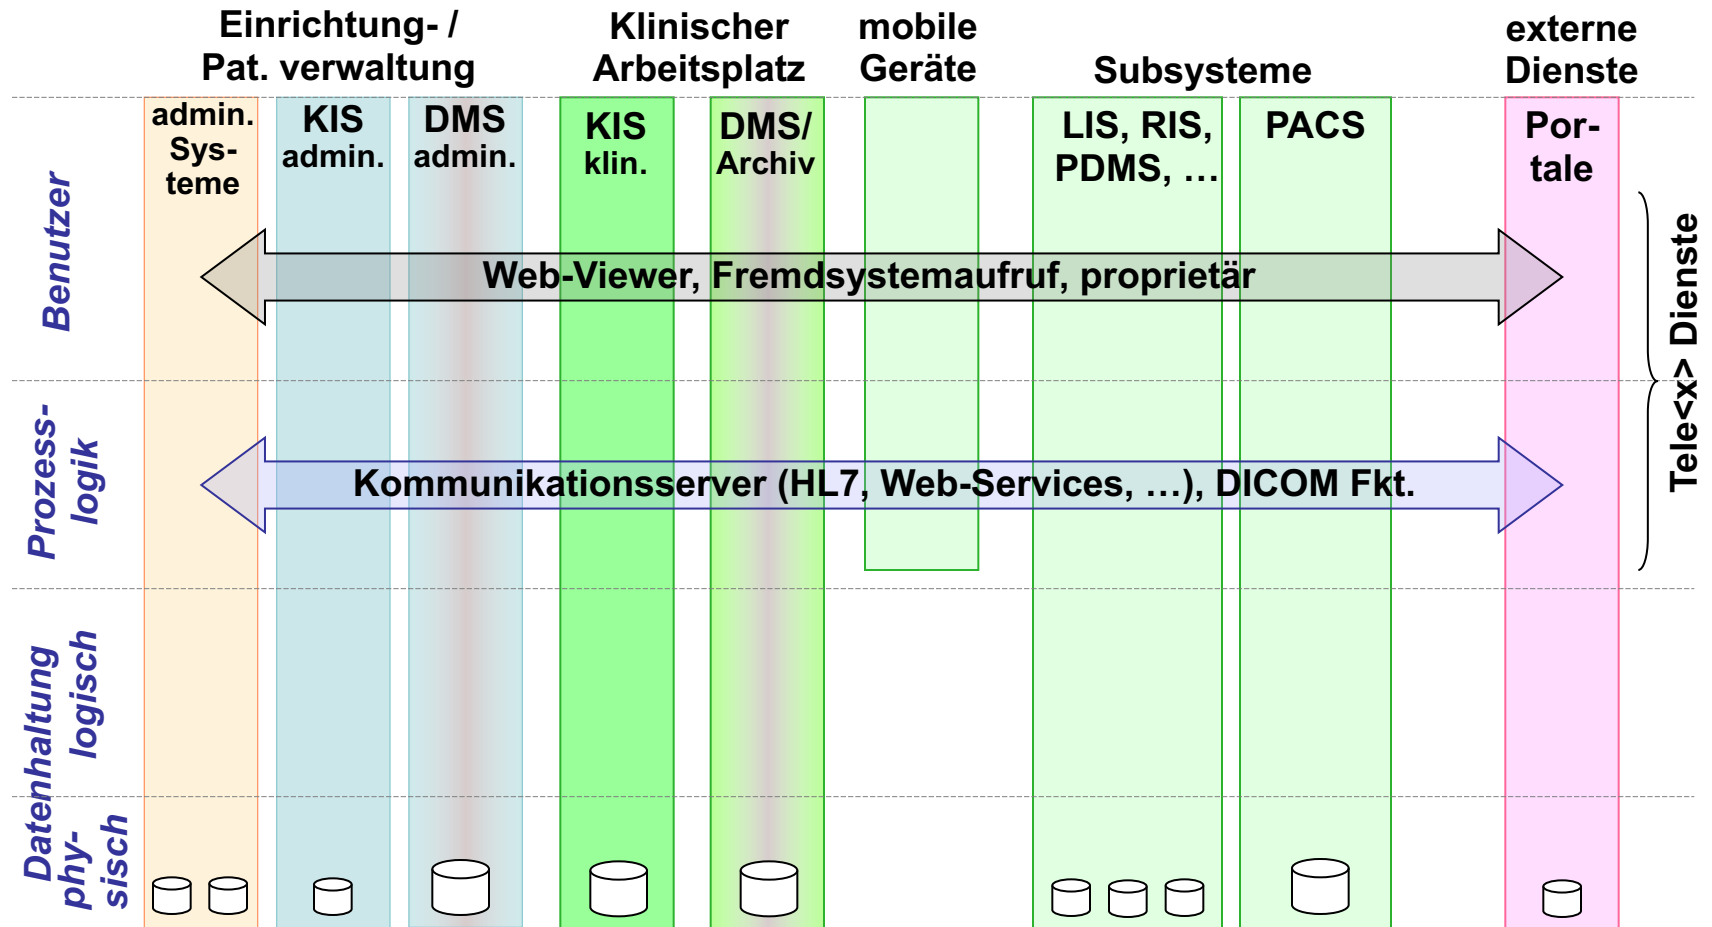 Einrichtung- /
Pat. verwaltung
Klinischer
Arbeitsplatz
mobile
Geräte
Subsysteme
externe
Dienste
admin.
Sys-
teme
KIS
admin.
DMS
admin.
KIS
klin.
DMS/
Archiv
LIS, RIS,
PDMS, …
PACS
Por-
tale
Benutzer
Web-Viewer, Fremdsystemaufruf, proprietär
Tele<x> Dienste
Prozess-
logik
Kommunikationsserver (HL7, Web-Services, …), DICOM Fkt.
Datenhaltung
logisch
phy-
sisch